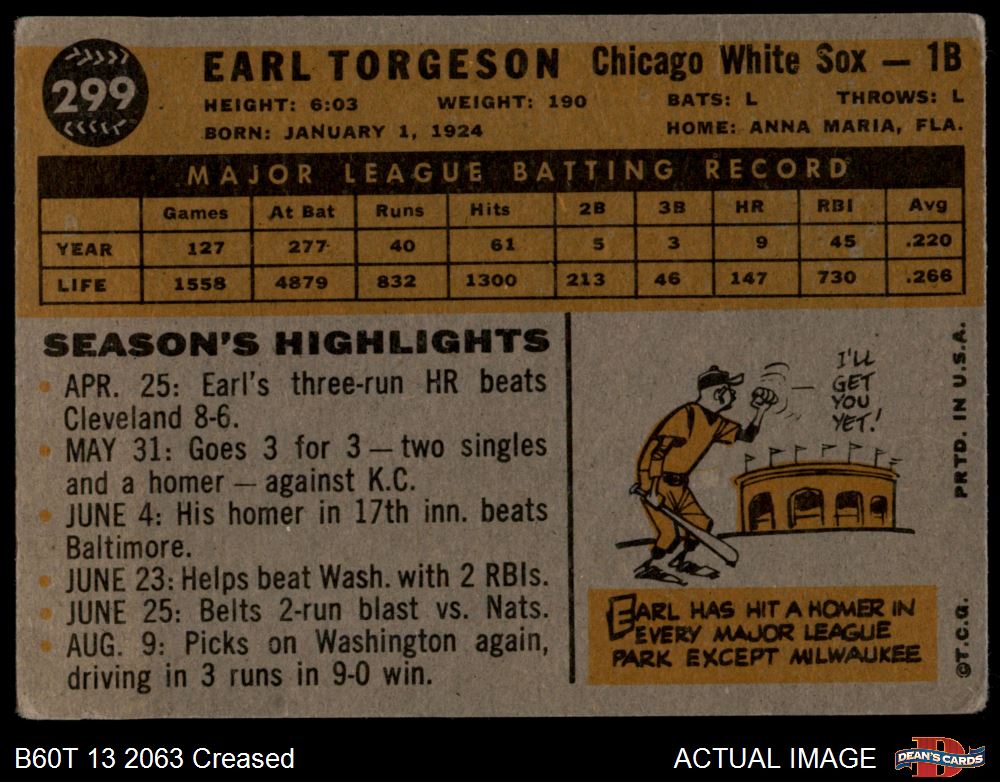 299
EARL TORGESON Chicago White Sox — 1B
HEIGHT: 6:03 WEIGHT: 190 BATS: L THROWS: L
BORN: JANUARY 1, 1924 HOME: ANNA MARIA, FLA.
MAJOR LEAGUE BATTING RECORD
Games At Bat Runs Hits 2B 3B HR RBI Avg
YEAR 127 277 40 61 5 3 9 45 .220
LIFE 1558 4879 832 1300 213 46 147 730 .266
SEASON'S HIGHLIGHTS
APR. 25: Earl's three-run HR beats
Cleveland 8-6.
MAY 31: Goes 3 for 3 — two singles
and a homer — against K.C.
JUNE 4: His homer in 17th inn. beats
Baltimore.
JUNE 23: Helps beat Wash. with 2 RBIs.
JUNE 25: Belts 2-run blast vs. Nats.
AUG. 9: Picks on Washington again,
driving in 3 runs in 9-0 win.
I'LL
GET
YOU
YET!
EARL HAS HIT A HOMER IN
EVERY MAJOR LEAGUE
PARK EXCEPT MILWAUKEE
PRTD. IN U.S.A.
©T.C.G.
B60T 13 2063 Creased
ACTUAL IMAGE
DEAN'S CARDS